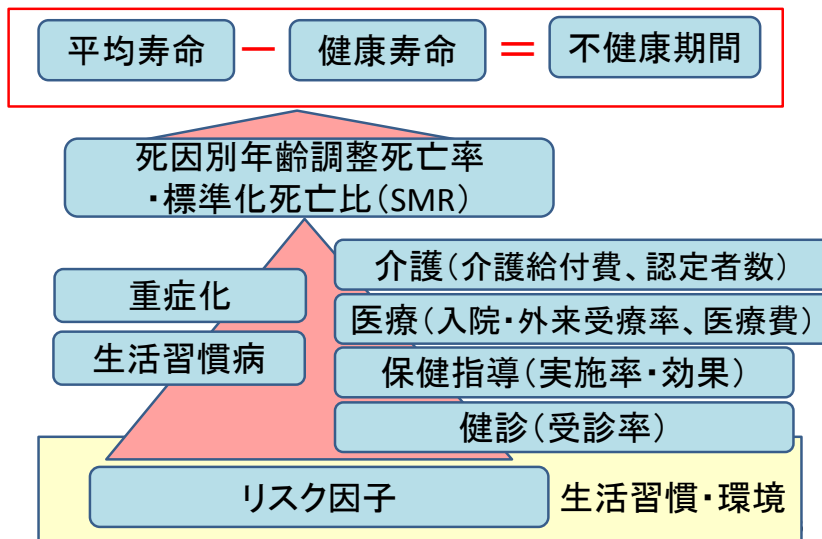 平均寿命 － 健康寿命 ＝ 不健康期間
死因別年齢調整死亡率
・標準化死亡比（SMR）
重症化
生活習慣病
介護（介護給付費、認定者数）
医療（入院・外来受療率、医療費）
保健指導（実施率・効果）
健診（受診率）
リスク因子
生活習慣・環境